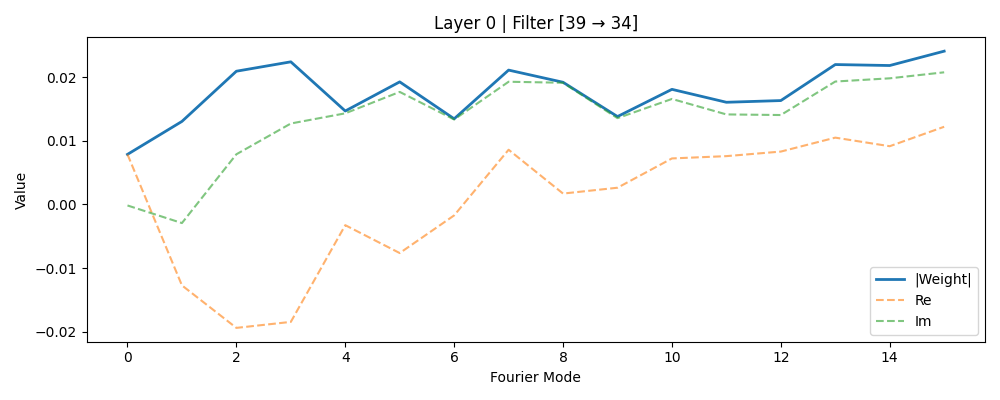 Layer 0 | Filter [39 → 34]
Value
0.02
0.01
0.00
−0.01
−0.02
0 2 4 6 8 10 12 14
Fourier Mode
|Weight|
Re
Im